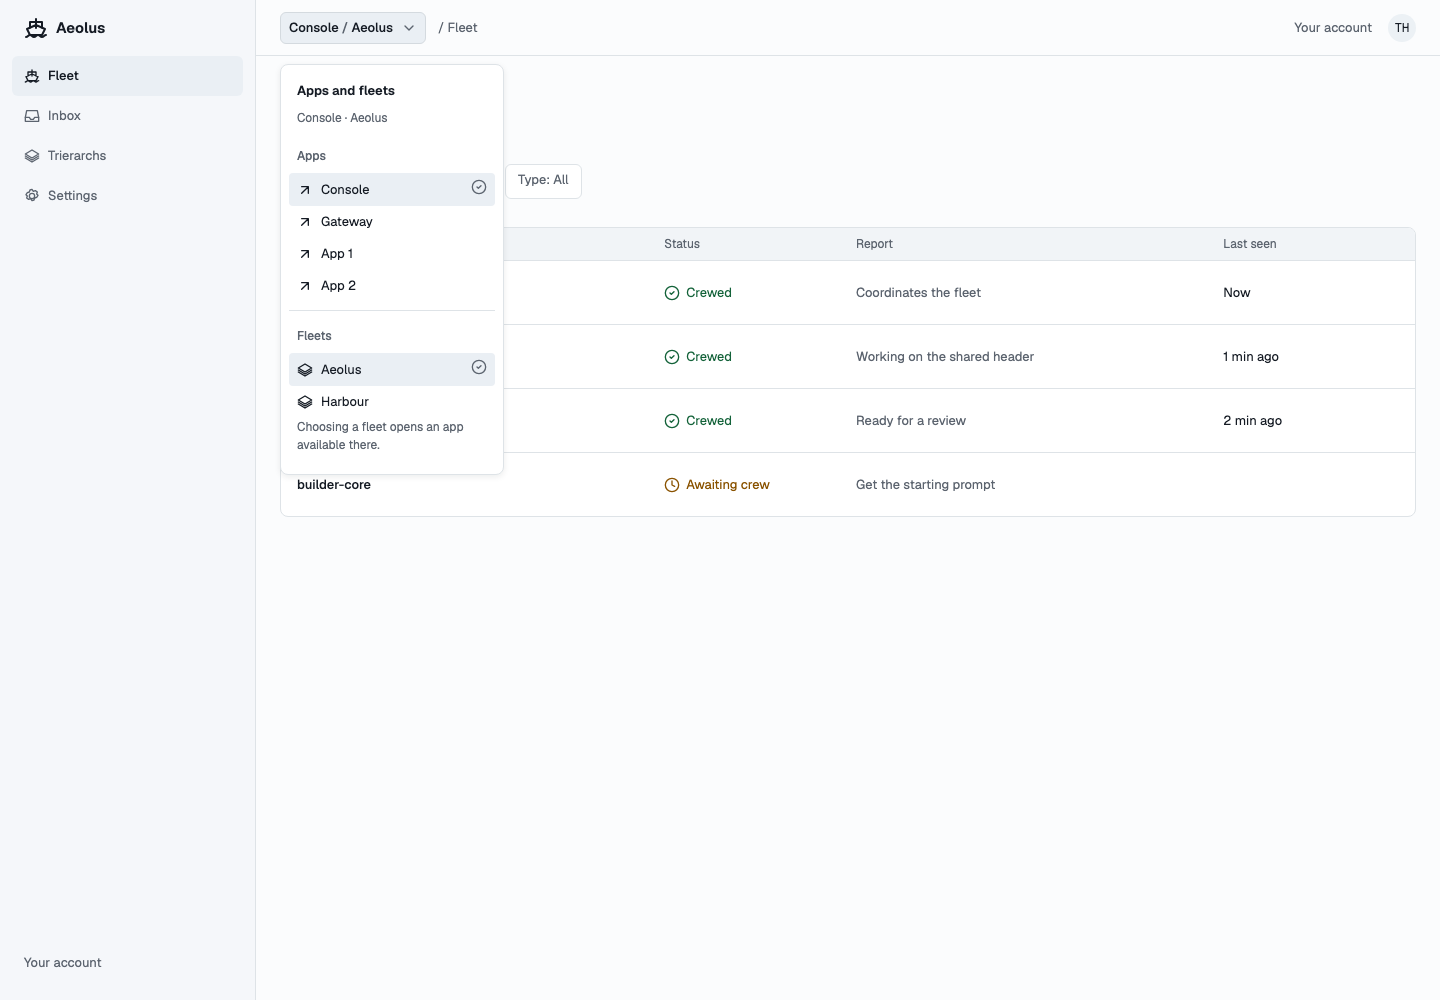 Aeolus
Console / Aeolus
/ Fleet
Your account
TH
Fleet
Inbox
Trierarchs
Settings
Apps and fleets
Console · Aeolus
Apps
Console
Gateway
App 1
App 2
Fleets
Aeolus
Harbour
Choosing a fleet opens an app
available there.
Type: All
Status Report Last seen
Crewed Coordinates the fleet Now
Crewed Working on the shared header 1 min ago
Crewed Ready for a review 2 min ago
builder-core Awaiting crew Get the starting prompt
Your account